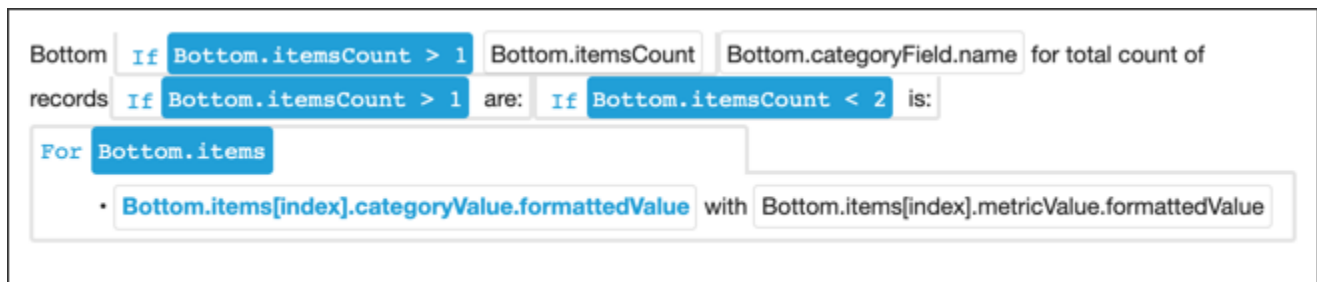 Bottom If Bottom.itemsCount > 1 Bottom.itemsCount Bottom.categoryField.name for total count of
records If Bottom.itemsCount > 1 are: If Bottom.itemsCount < 2 is:
For Bottom.items
• Bottom.items[index].categoryValue.formattedValue with Bottom.items[index].metricValue.formattedValue